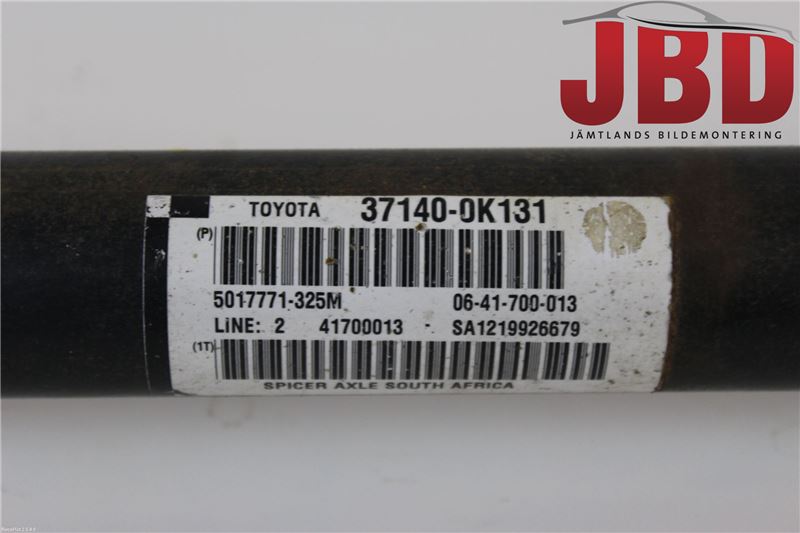 JBD
JÄMTLANDS BILDEMONTERING
TOYOTA 37140-0K131
(P)
5017771-325M 06-41-700-013
LINE: 2 41700013 - SA1219926679
(1T)
SPICER AXLE SOUTH AFRICA